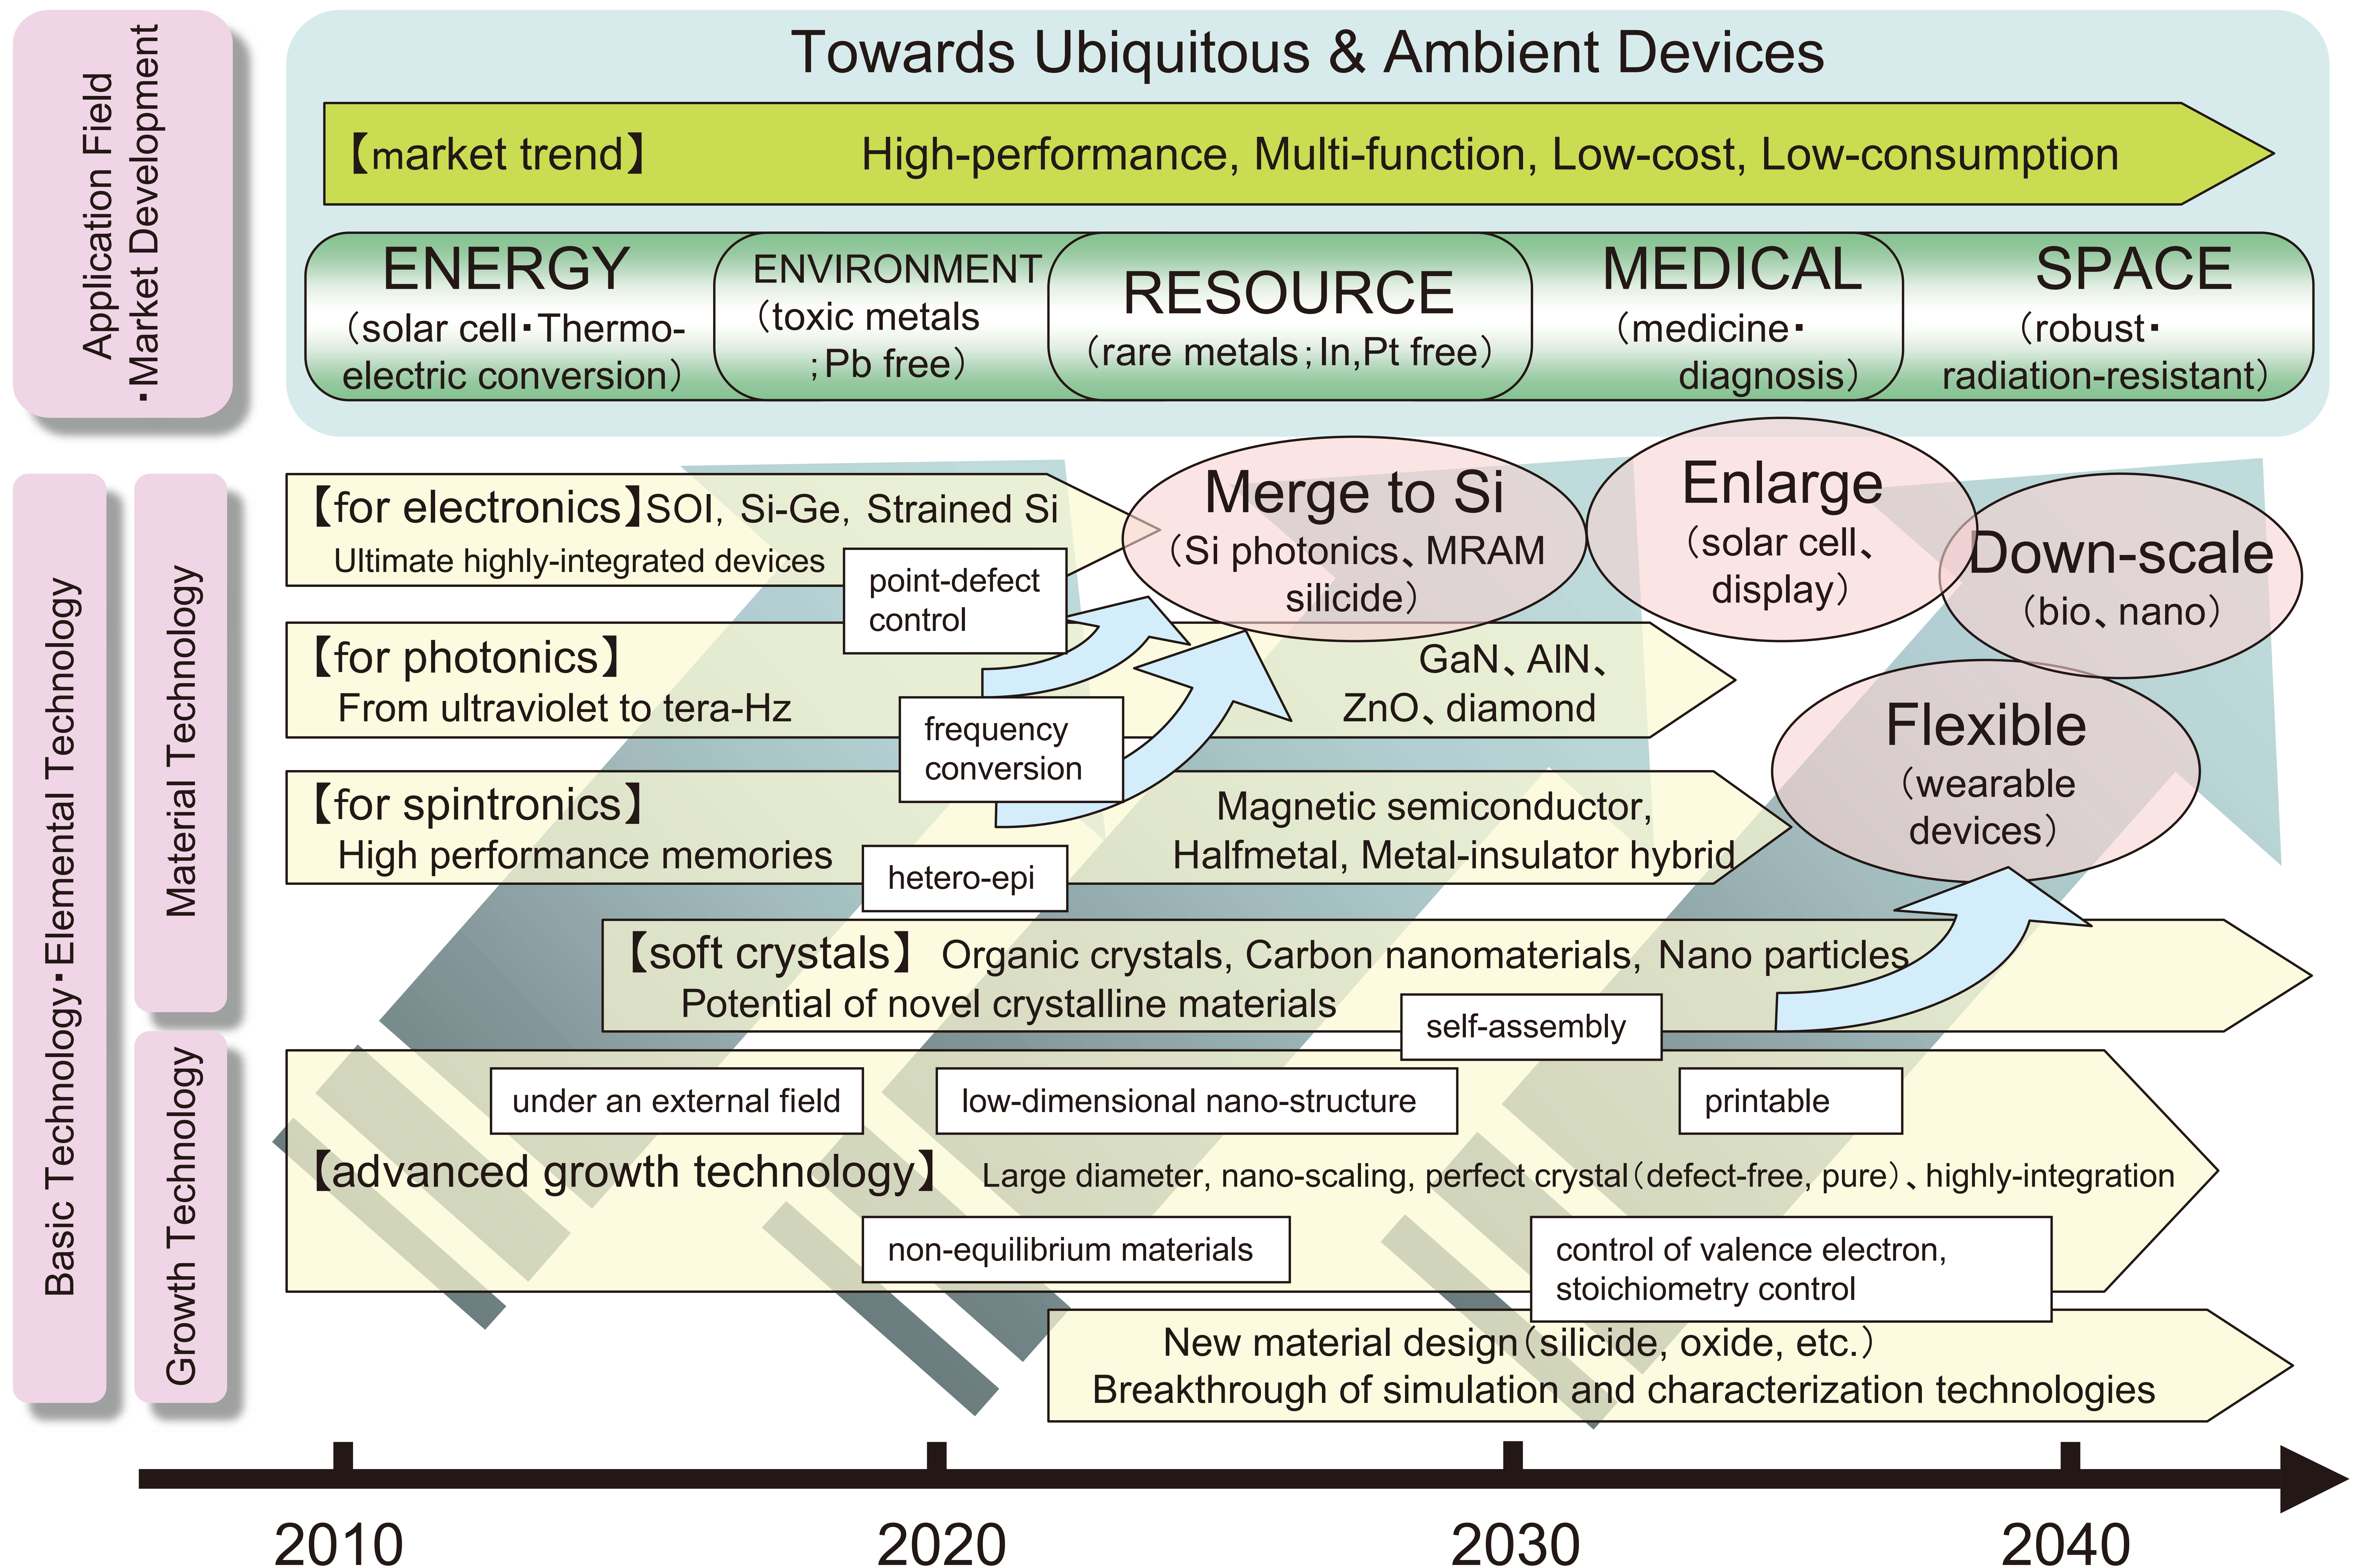 Application Field
・Market Development
Towards Ubiquitous & Ambient Devices
【market trend】 High-performance, Multi-function, Low-cost, Low-consumption
ENERGY
（solar cell・Thermo-
electric conversion）
ENVIRONMENT
（toxic metals
；Pb free）
RESOURCE
（rare metals；In,Pt free）
MEDICAL
（medicine・
diagnosis）
SPACE
（robust・
radiation-resistant）
Basic Technology・Elemental Technology
Material Technology
Growth Technology
【for electronics】SOI, Si-Ge, Strained Si
Ultimate highly-integrated devices
point-defect
control
Merge to Si
（Si photonics、MRAM
silicide）
Enlarge
（solar cell、
display）
Down-scale
（bio、nano）
【for photonics】
From ultraviolet to tera-Hz
GaN、AlN、
ZnO、diamond
frequency
conversion
Flexible
（wearable
devices）
【for spintronics】
High performance memories
Magnetic semiconductor,
Halfmetal, Metal-insulator hybrid
hetero-epi
【soft crystals】 Organic crystals, Carbon nanomaterials, Nano particles
Potential of novel crystalline materials
self-assembly
under an external field
low-dimensional nano-structure
printable
【advanced growth technology】 Large diameter, nano-scaling, perfect crystal（defect-free, pure）、highly-integration
non-equilibrium materials
control of valence electron,
stoichiometry control
New material design（silicide, oxide, etc.）
Breakthrough of simulation and characterization technologies
2010
2020
2030
2040